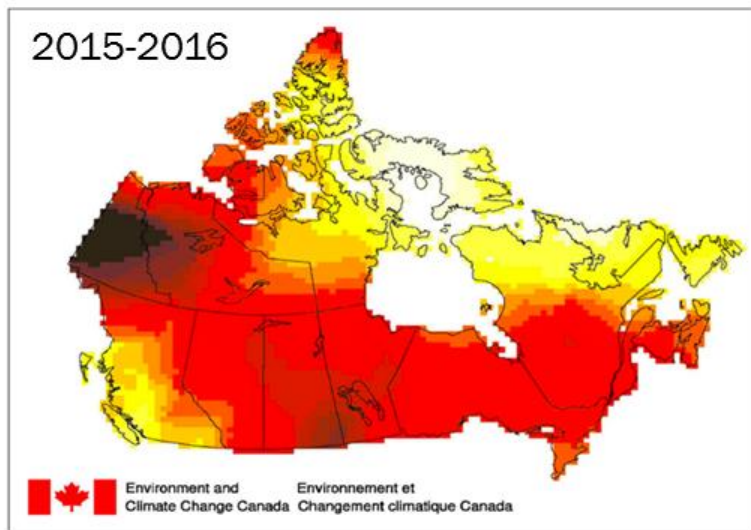 2015-2016
Environment and Environnement et
Climate Change Canada Changement climatique Canada